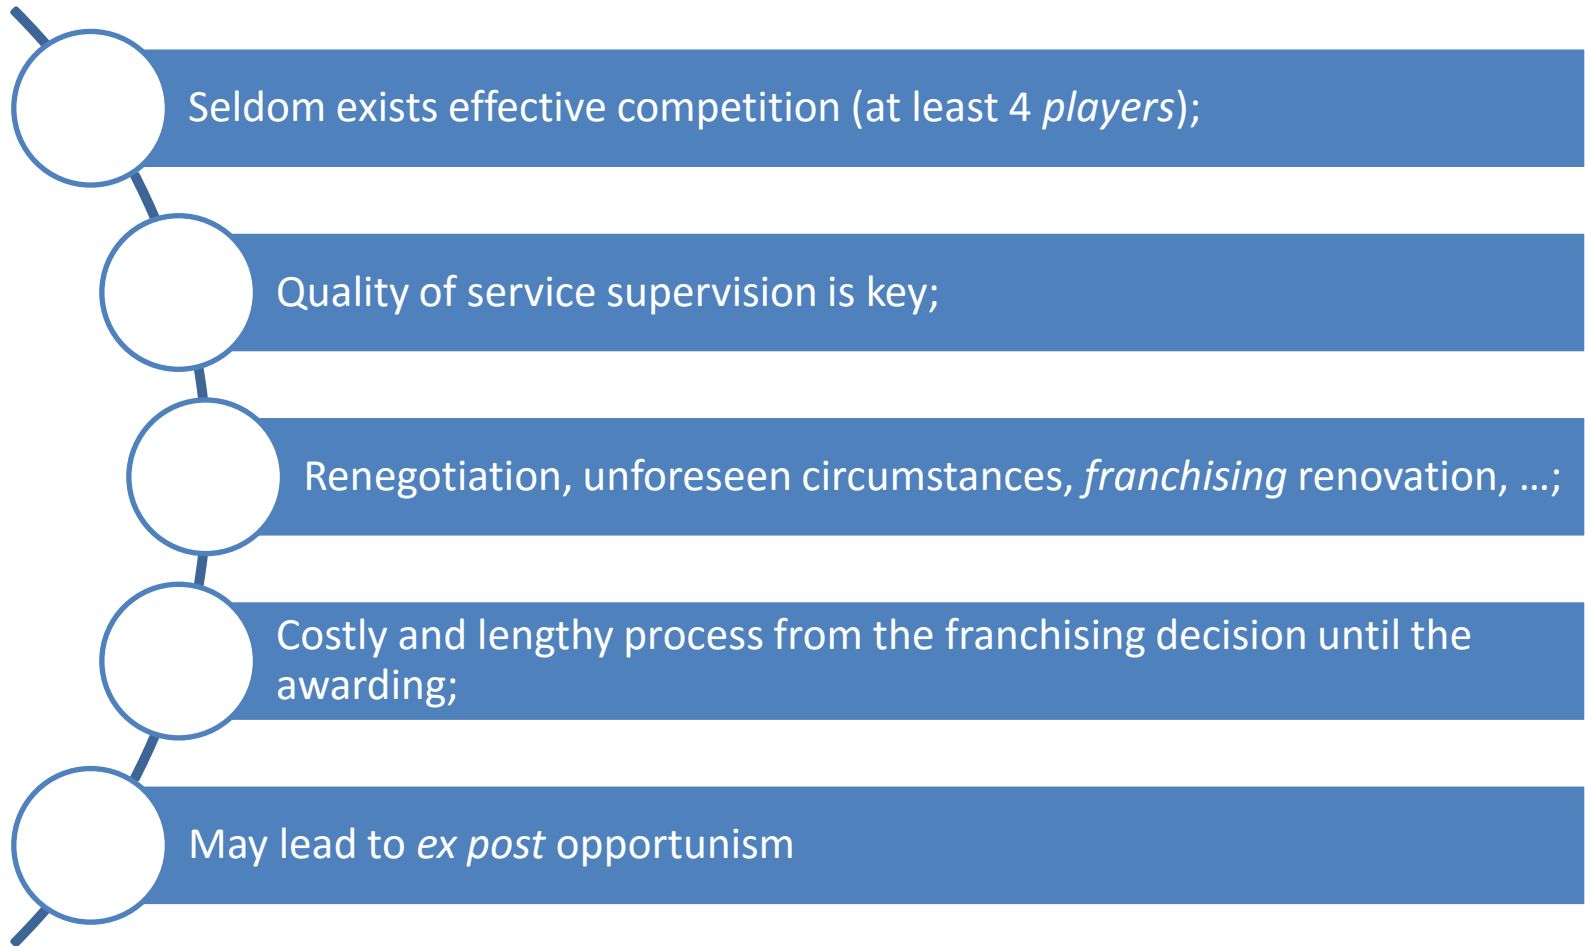 Seldom exists effective competition (at least 4 players);
Quality of service supervision is key;
Renegotiation, unforeseen circumstances, franchising renovation, ...;
Costly and lengthy process from the franchising decision until the
awarding;
May lead to ex post opportunism